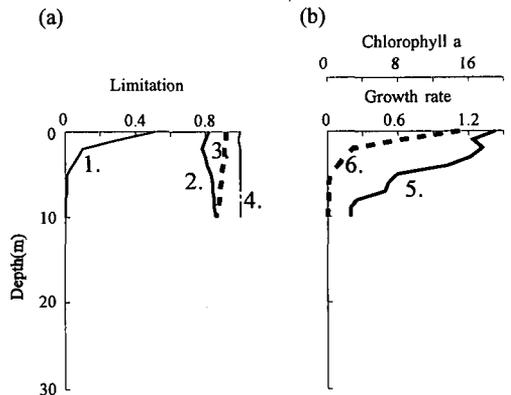 (a)
(b)
Chlorophyll a
0 8 16
Limitation
Growth rate
0 0.4 0.8
0 0.6 1.2
0
10
20
30
Depth(m)
1.
2.
3
4.
5.
6.